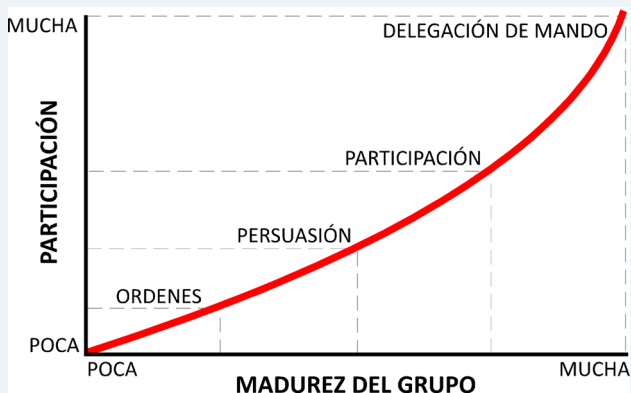 MUCHA
DELEGACIÓN DE MANDO
PARTICIPACIÓN
PARTICIPACIÓN
PERSUASIÓN
ORDENES
POCA
POCA
MUCHA
MADUREZ DEL GRUPO